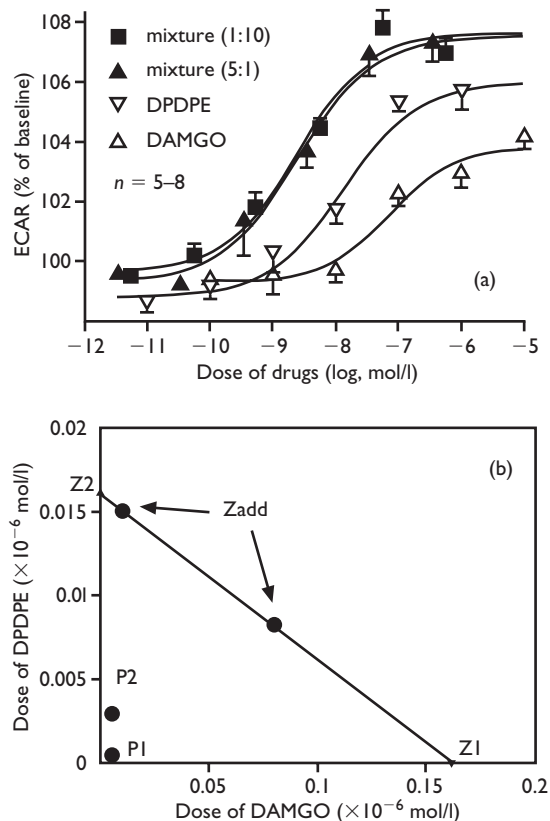 108
106
104
102
100
ECAR (% of baseline)
mixture (1:10)
mixture (5:1)
DPDPE
DAMGO
n = 5–8
(a)
−12 −11 −10 −9 −8 −7 −6 −5
Dose of drugs (log, mol/l)
0.02
0.015
0.01
0.005
0
Dose of DPDPE (×10⁻⁶ mol/l)
(b)
Z2
Zadd
P2
P1
Z1
0.05 0.1 0.15 0.2
Dose of DAMGO (×10⁻⁶ mol/l)